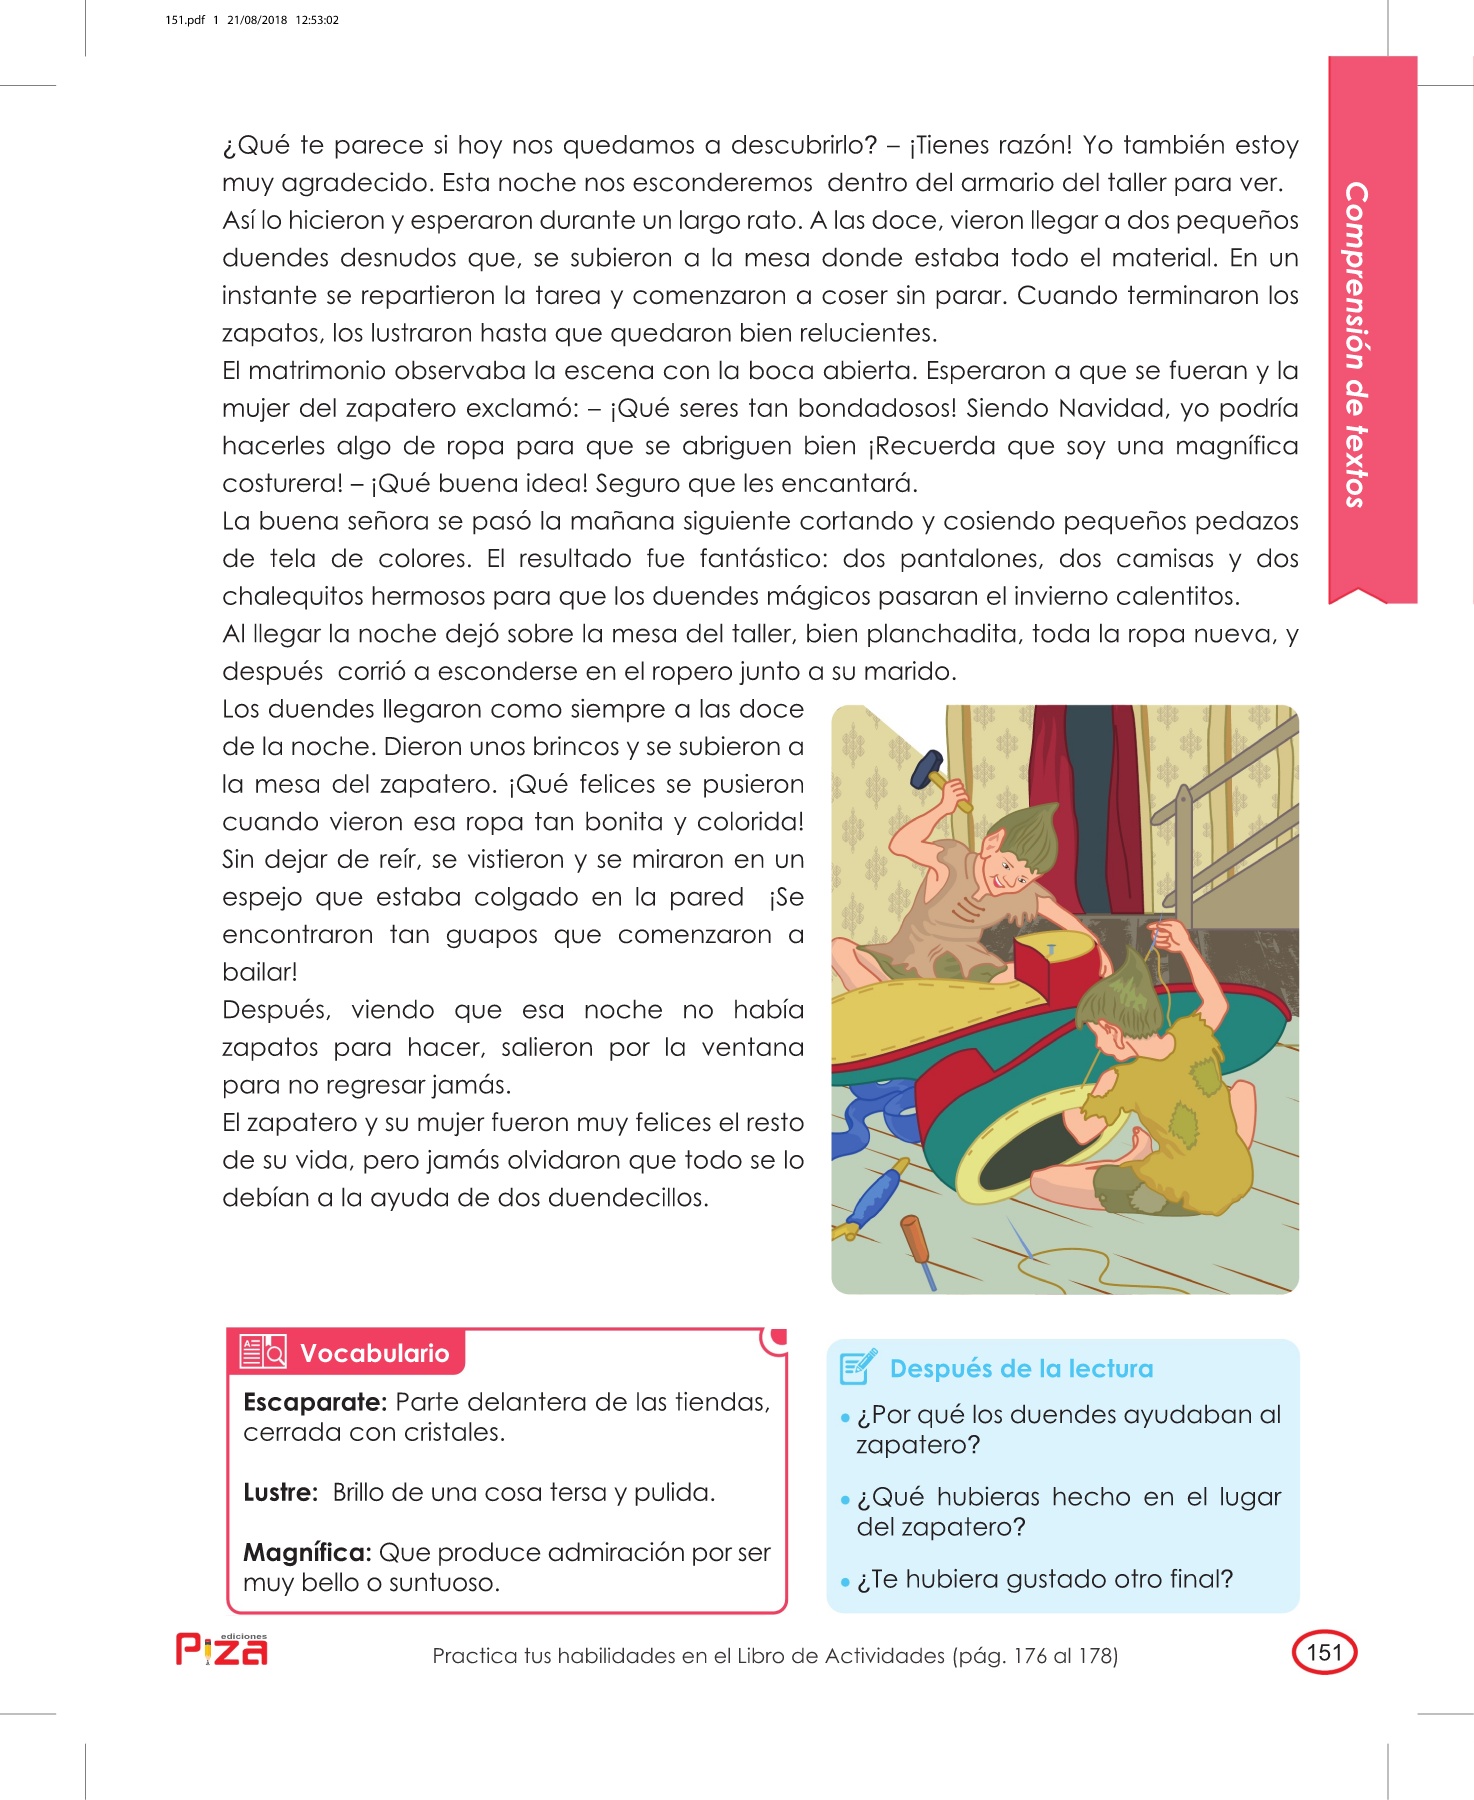 151.pdf 1 21/08/2018 12:53:02
¿Qué te parece si hoy nos quedamos a descubrirlo? – ¡Tienes razón! Yo también estoy
muy agradecido. Esta noche nos esconderemos dentro del armario del taller para ver.
Así lo hicieron y esperaron durante un largo rato. A las doce, vieron llegar a dos pequeños
duendes desnudos que, se subieron a la mesa donde estaba todo el material. En un
instante se repartieron la tarea y comenzaron a coser sin parar. Cuando terminaron los
zapatos, los lustraron hasta que quedaron bien relucientes.
El matrimonio observaba la escena con la boca abierta. Esperaron a que se fueran y la
mujer del zapatero exclamó: – ¡Qué seres tan bondadosos! Siendo Navidad, yo podría
hacerles algo de ropa para que se abriguen bien ¡Recuerda que soy una magnífica
costurera! – ¡Qué buena idea! Seguro que les encantará.
La buena señora se pasó la mañana siguiente cortando y cosiendo pequeños pedazos
de tela de colores. El resultado fue fantástico: dos pantalones, dos camisas y dos
chalequitos hermosos para que los duendes mágicos pasaran el invierno calentitos.
Al llegar la noche dejó sobre la mesa del taller, bien planchadita, toda la ropa nueva, y
después corrió a esconderse en el ropero junto a su marido.
Los duendes llegaron como siempre a las doce
de la noche. Dieron unos brincos y se subieron a
la mesa del zapatero. ¡Qué felices se pusieron
cuando vieron esa ropa tan bonita y colorida!
Sin dejar de reír, se vistieron y se miraron en un
espejo que estaba colgado en la pared ¡Se
encontraron tan guapos que comenzaron a
bailar!
Después, viendo que esa noche no había
zapatos para hacer, salieron por la ventana
para no regresar jamás.
El zapatero y su mujer fueron muy felices el resto
de su vida, pero jamás olvidaron que todo se lo
debían a la ayuda de dos duendecillos.
Comprensión de textos
Vocabulario
Escaparate: Parte delantera de las tiendas,
cerrada con cristales.
Lustre: Brillo de una cosa tersa y pulida.
Magnífica: Que produce admiración por ser
muy bello o suntuoso.
Después de la lectura
• ¿Por qué los duendes ayudaban al
zapatero?
• ¿Qué hubieras hecho en el lugar
del zapatero?
• ¿Te hubiera gustado otro final?
ediciones
Piza
Practica tus habilidades en el Libro de Actividades (pág. 176 al 178)
151